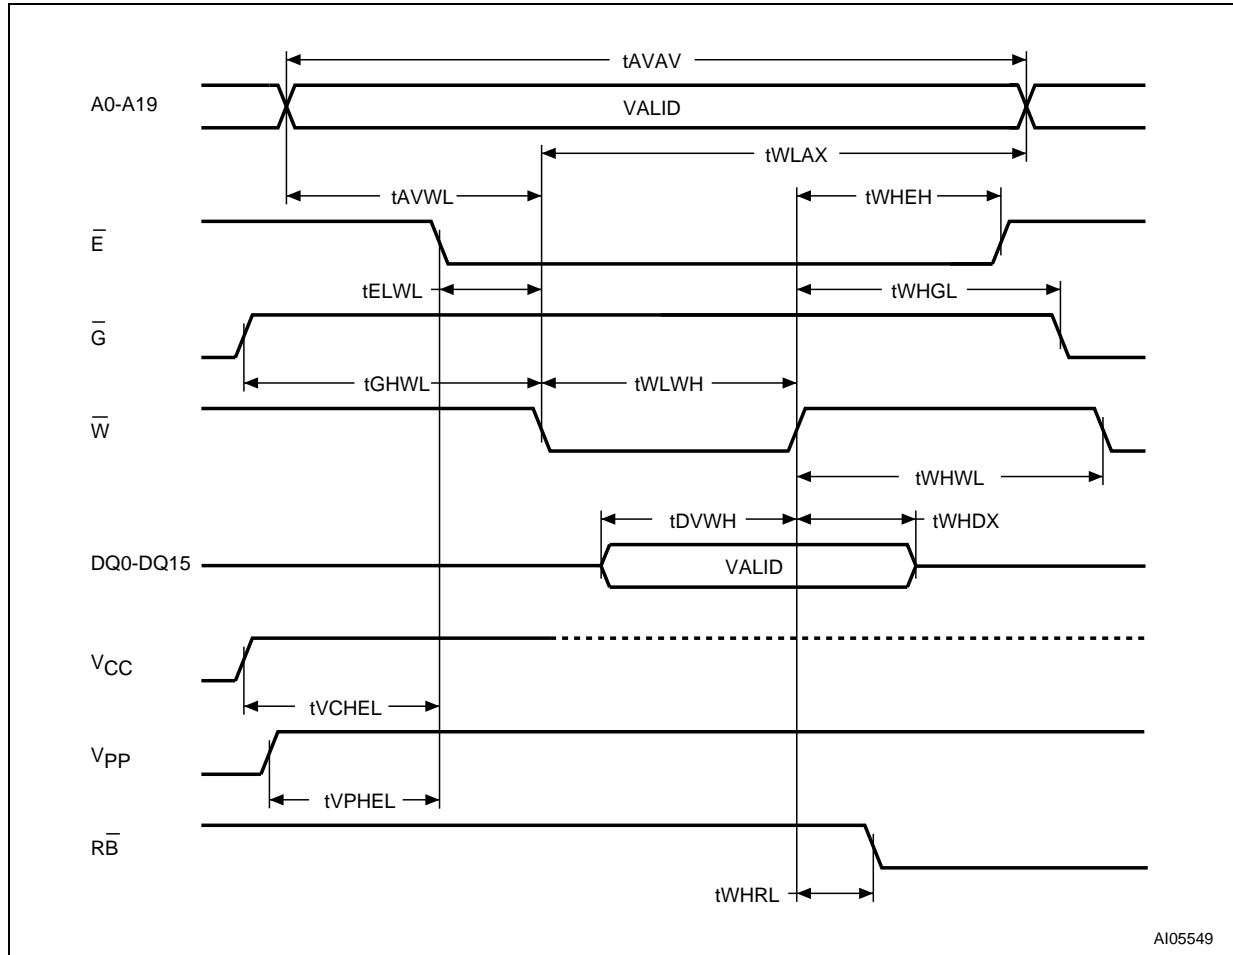 tAVAV
A0-A19
VALID
tWLAX
tAVWL
tWHEH
E̅
tELWL
tWHGL
G̅
tGHWL
tWLWH
W̅
tWHWL
tDVWH
tWHDX
DQ0-DQ15
VALID
VCC
tVCHEL
VPP
tVPHEL
RB̅
tWHRL
AI05549